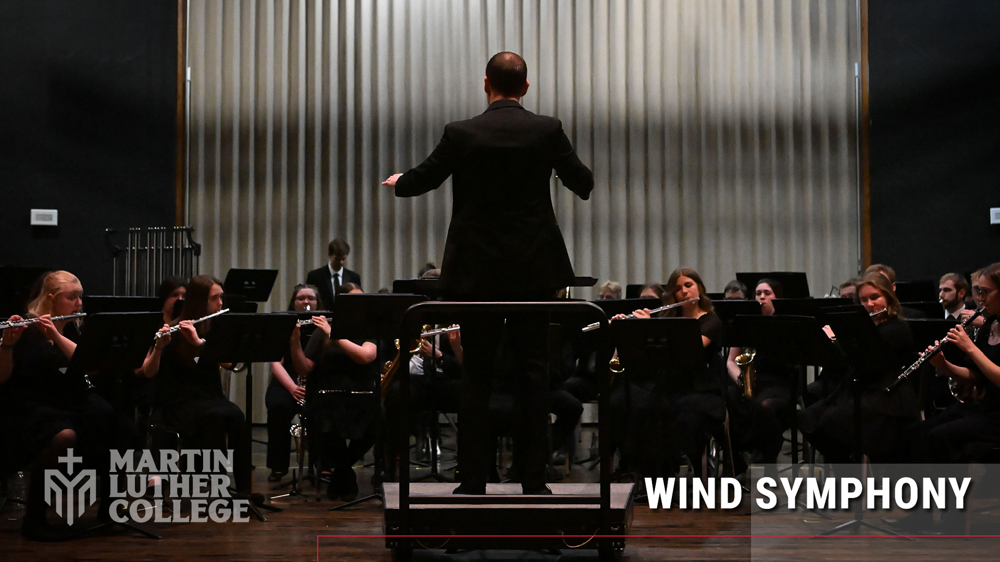 MARTIN
LUTHER
COLLEGE
WIND SYMPHONY